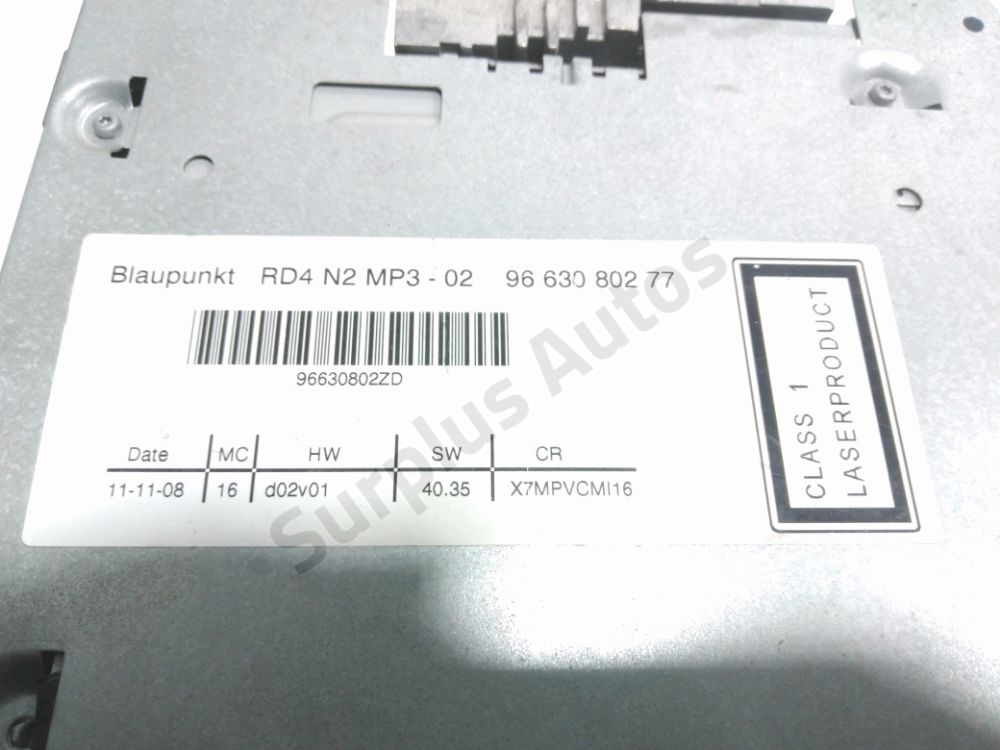 Blaupunkt RD4 N2 MP3 - 02 96 630 802 77
96630802ZD
Date MC HW SW CR
11-11-08 16 d02v01 40.35 X7MPVCMI16
CLASS 1
LASERPRODUCT
Surplus Autos